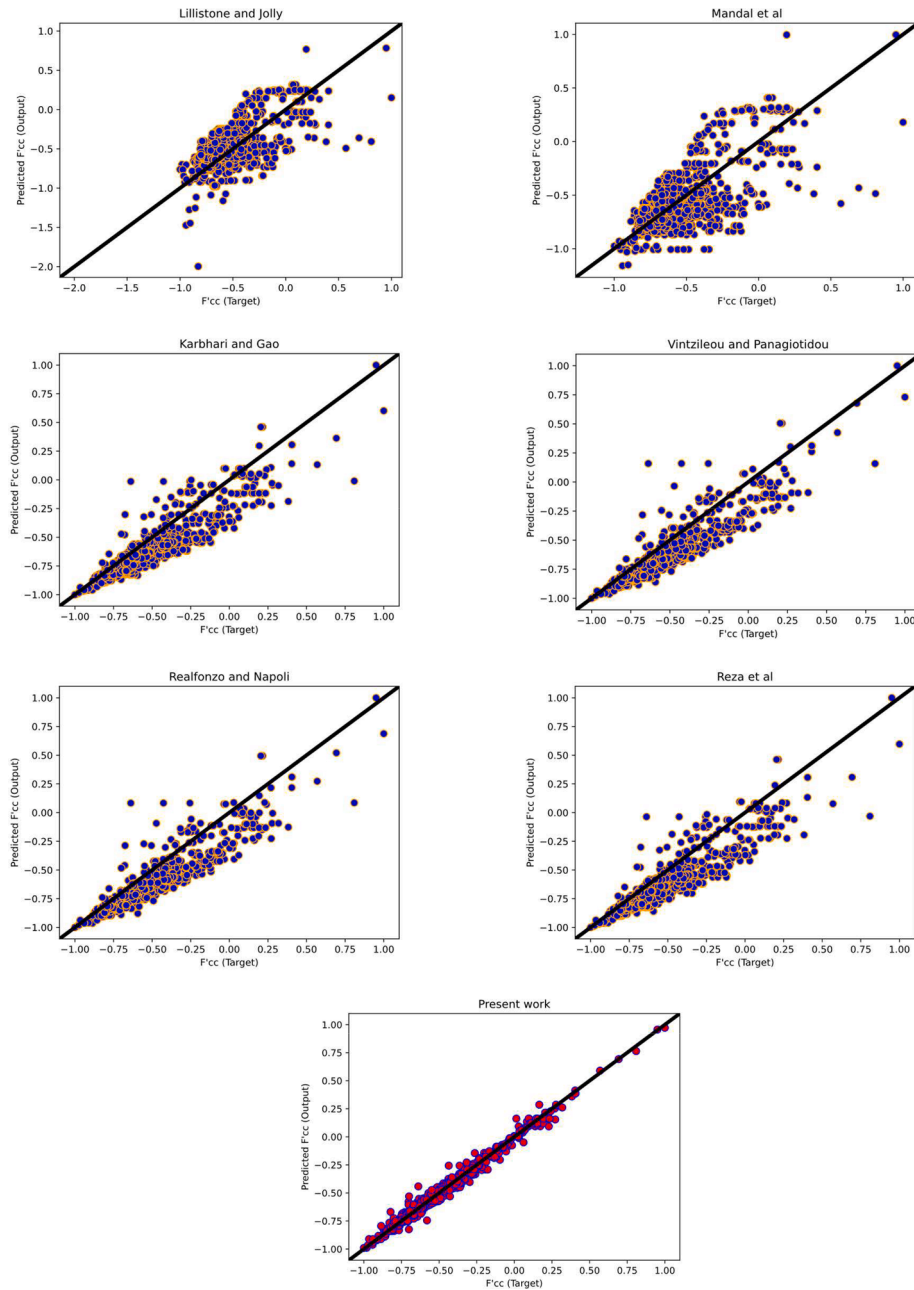 Lillistone and Jolly
Predicted F'cc (Output)
1.0
0.5
0.0
−0.5
−1.0
−1.5
−2.0
−2.0 −1.5 −1.0 −0.5 0.0 0.5 1.0
F'cc (Target)
Mandal et al
Predicted F'cc (Output)
1.0
0.5
0.0
−0.5
−1.0
−1.0 −0.5 0.0 0.5 1.0
F'cc (Target)
Karbhari and Gao
Predicted F'cc (Output)
1.00
0.75
0.50
0.25
0.00
−0.25
−0.50
−0.75
−1.00
−1.00 −0.75 −0.50 −0.25 0.00 0.25 0.50 0.75 1.00
F'cc (Target)
Vintzileou and Panagiotidou
Predicted F'cc (Output)
1.00
0.75
0.50
0.25
0.00
−0.25
−0.50
−0.75
−1.00
−1.00 −0.75 −0.50 −0.25 0.00 0.25 0.50 0.75 1.00
F'cc (Target)
Realfonzo and Napoli
Predicted F'cc (Output)
1.00
0.75
0.50
0.25
0.00
−0.25
−0.50
−0.75
−1.00
−1.00 −0.75 −0.50 −0.25 0.00 0.25 0.50 0.75 1.00
F'cc (Target)
Reza et al
Predicted F'cc (Output)
1.00
0.75
0.50
0.25
0.00
−0.25
−0.50
−0.75
−1.00
−1.00 −0.75 −0.50 −0.25 0.00 0.25 0.50 0.75 1.00
F'cc (Target)
Present work
Predicted F'cc (Output)
1.00
0.75
0.50
0.25
0.00
−0.25
−0.50
−0.75
−1.00
−1.00 −0.75 −0.50 −0.25 0.00 0.25 0.50 0.75 1.00
F'cc (Target)